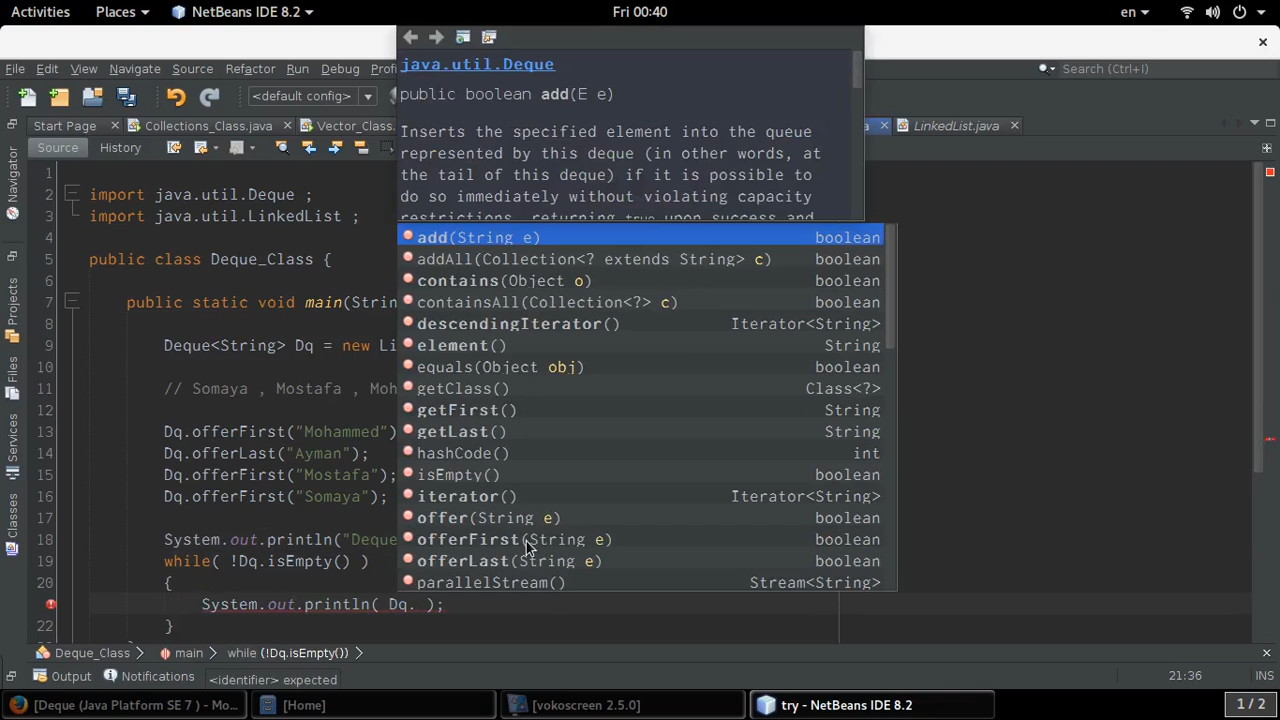 Activities Places NetBeans IDE 8.2 Fri 00:40 en
File Edit View Navigate Source Refactor Run Debug Search (Ctrl+I)
<default config>
Start Page Collections_Class.java LinkedList.java
Source History
java.util.Deque
public boolean add(E e)
Inserts the specified element into the queue
represented by this deque (in other words, at
the tail of this deque) if it is possible to
do so immediately without violating capacity
restrictions, returning true upon success and
add(String e) boolean
addAll(Collection<? extends String> c) boolean
contains(Object o) boolean
containsAll(Collection<?> c) boolean
descendingIterator() Iterator<String>
element() String
equals(Object obj) boolean
getClass() Class<?>
getFirst() String
getLast() String
hashCode() int
isEmpty() boolean
iterator() Iterator<String>
offer(String e) boolean
offerFirst(String e) boolean
offerLast(String e) boolean
parallelStream() Stream<String>
Navigator
Projects
Files
Services
Classes
1
2 import java.util.Deque ;
3 import java.util.LinkedList ;
4
5 public class Deque_Class {
6
7 public static void main(
8
9 Deque<String> Dq = new
10
11 // Somaya , Mostafa ,
12
13 Dq.offerFirst("Mohammed")
14 Dq.offerLast("Ayman");
15 Dq.offerFirst("Mostafa");
16 Dq.offerFirst("Somaya");
17
18 System.out.println("Deque
19 while( !Dq.isEmpty() )
20 {
System.out.println( Dq. );
22 }
Deque_Class main while (!Dq.isEmpty())
Output Notifications <identifier> expected 21:36 INS
[Deque (Java Platform SE 7 ) - Mo... [Home] [vokoscreen 2.5.0] try - NetBeans IDE 8.2 1 / 2